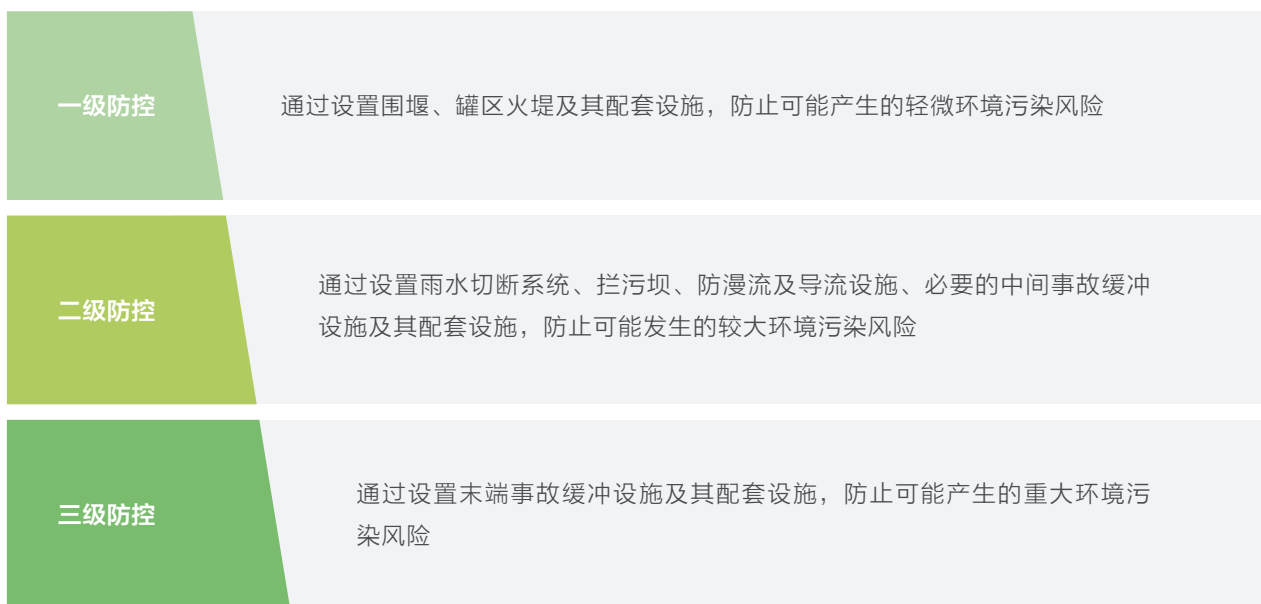 一级防控
通过设置围堰、罐区火堤及其配套设施，防止可能产生的轻微环境污染风险
二级防控
通过设置雨水切断系统、拦污坝、防漫流及导流设施、必要的中间事故缓冲
设施及其配套设施，防止可能发生的较大环境污染风险
三级防控
通过设置末端事故缓冲设施及其配套设施，防止可能产生的重大环境污
染风险